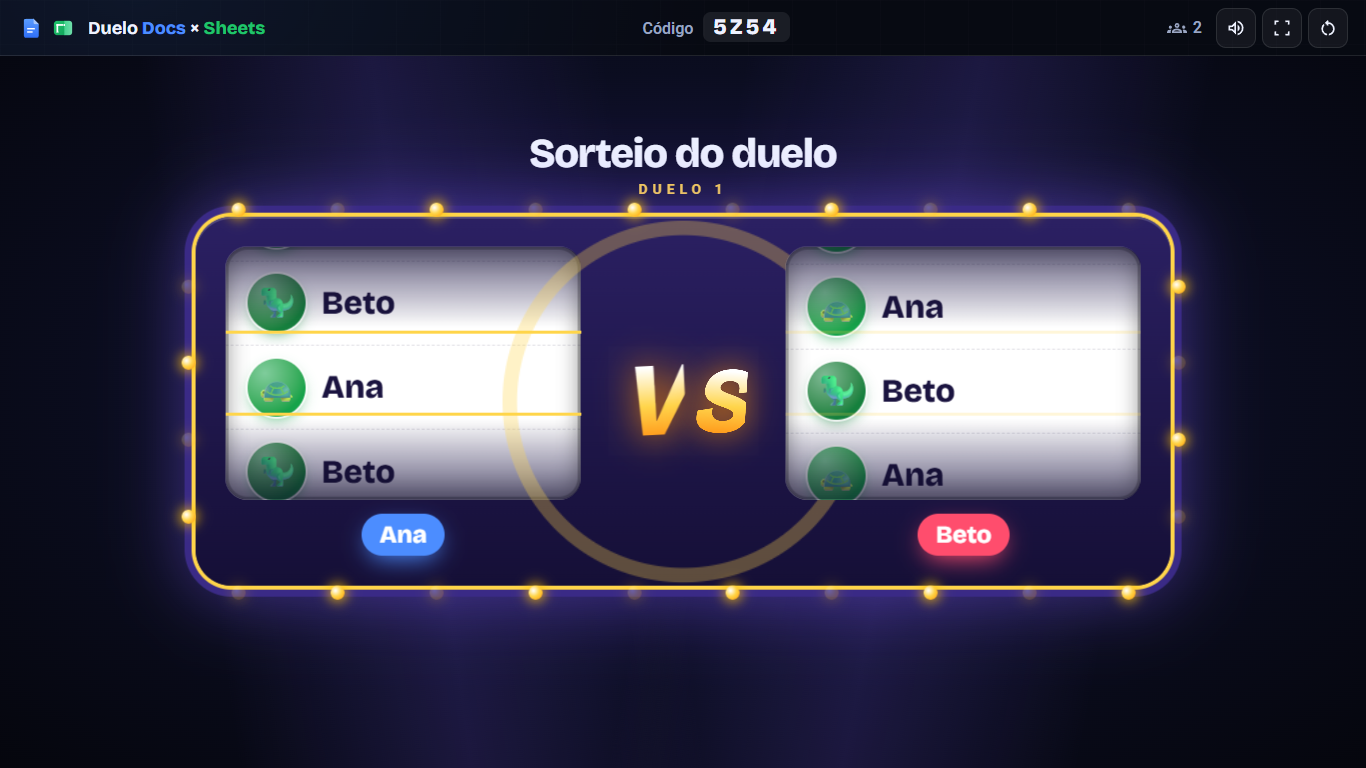 Duelo Docs × Sheets
Código 5Z54
2
Sorteio do duelo
DUELO 1
Beto
Ana
Beto
VS
Ana
Beto
Ana
Ana
Beto